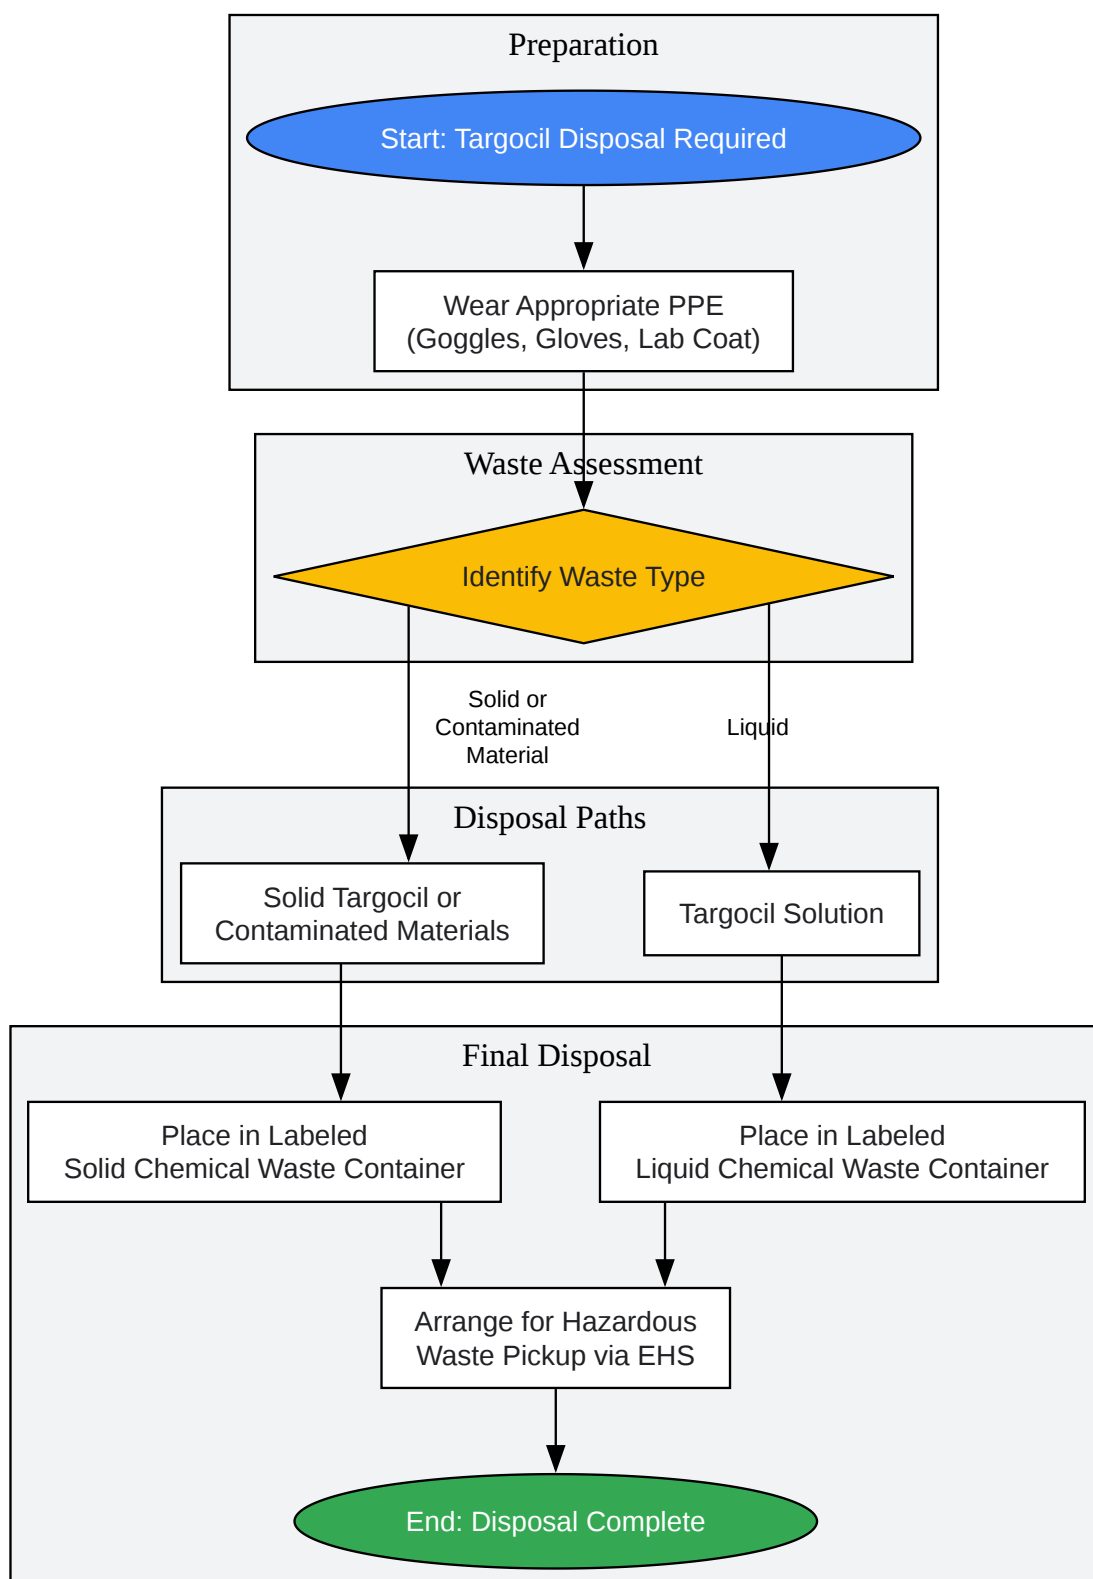 Preparation
Start: Targocil Disposal Required
Wear Appropriate PPE
(Goggles, Gloves, Lab Coat)
Waste Assessment
Identify Waste Type
Solid or
Contaminated
Material
Liquid
Disposal Paths
Solid Targocil or
Contaminated Materials
Targocil Solution
Final Disposal
Place in Labeled
Solid Chemical Waste Container
Place in Labeled
Liquid Chemical Waste Container
Arrange for Hazardous
Waste Pickup via EHS
End: Disposal Complete